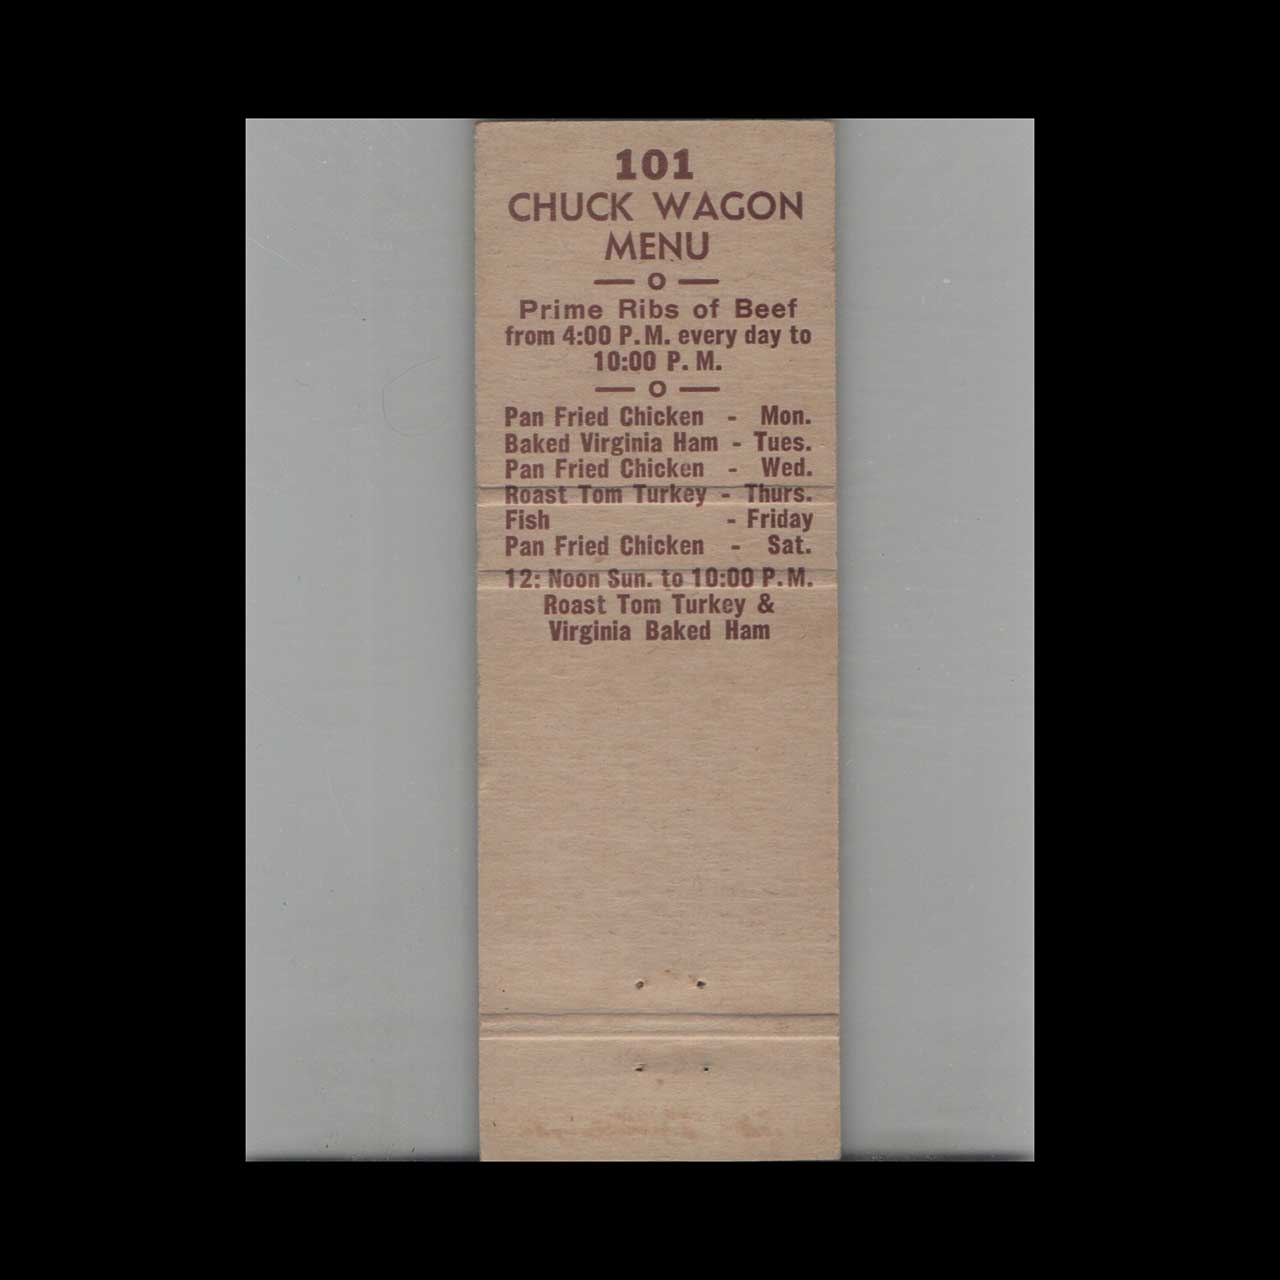 101
CHUCK WAGON
MENU
— O —
Prime Ribs of Beef
from 4:00 P.M. every day to
10:00 P. M.
— O —
Pan Fried Chicken - Mon.
Baked Virginia Ham - Tues.
Pan Fried Chicken - Wed.
Roast Tom Turkey - Thurs.
Fish - Friday
Pan Fried Chicken - Sat.
12: Noon Sun. to 10:00 P.M.
Roast Tom Turkey &
Virginia Baked Ham